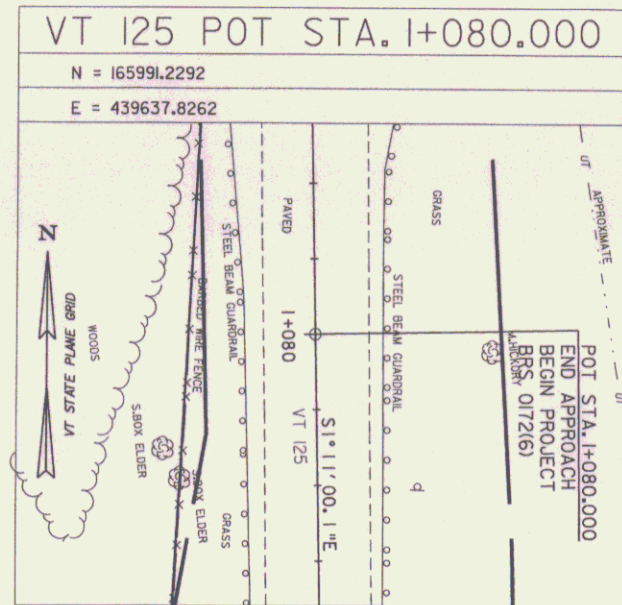 VT 125 POT STA. 1+080.000
N = 165991.2292
E = 439637.8262
UT
APPROXIMATE
UT
GRASS
PAVED
STEEL BEAM GUARDRAIL
STEEL BEAM GUARDRAIL
BARBED WIRE FENCE
N
VT STATE PLANE GRID
WOODS
1+080
M.HICKORY
POT STA. 1+080.000
END APPROACH
BEGIN PROJECT
BRS 0172(6)
S.BOX ELDER
S.BOX ELDER
VT 125
S1°11'00.1"E
GRASS